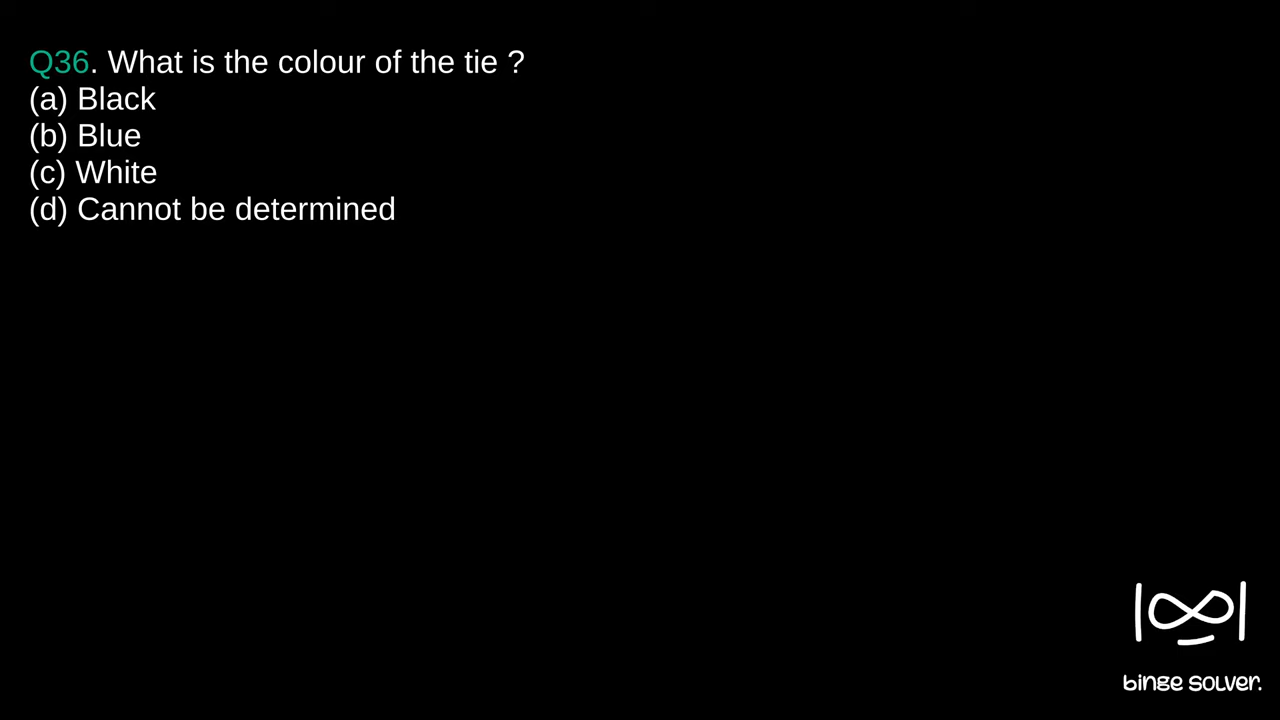 Q36. What is the colour of the tie ?
(a) Black
(b) Blue
(c) White
(d) Cannot be determined
binge solver.